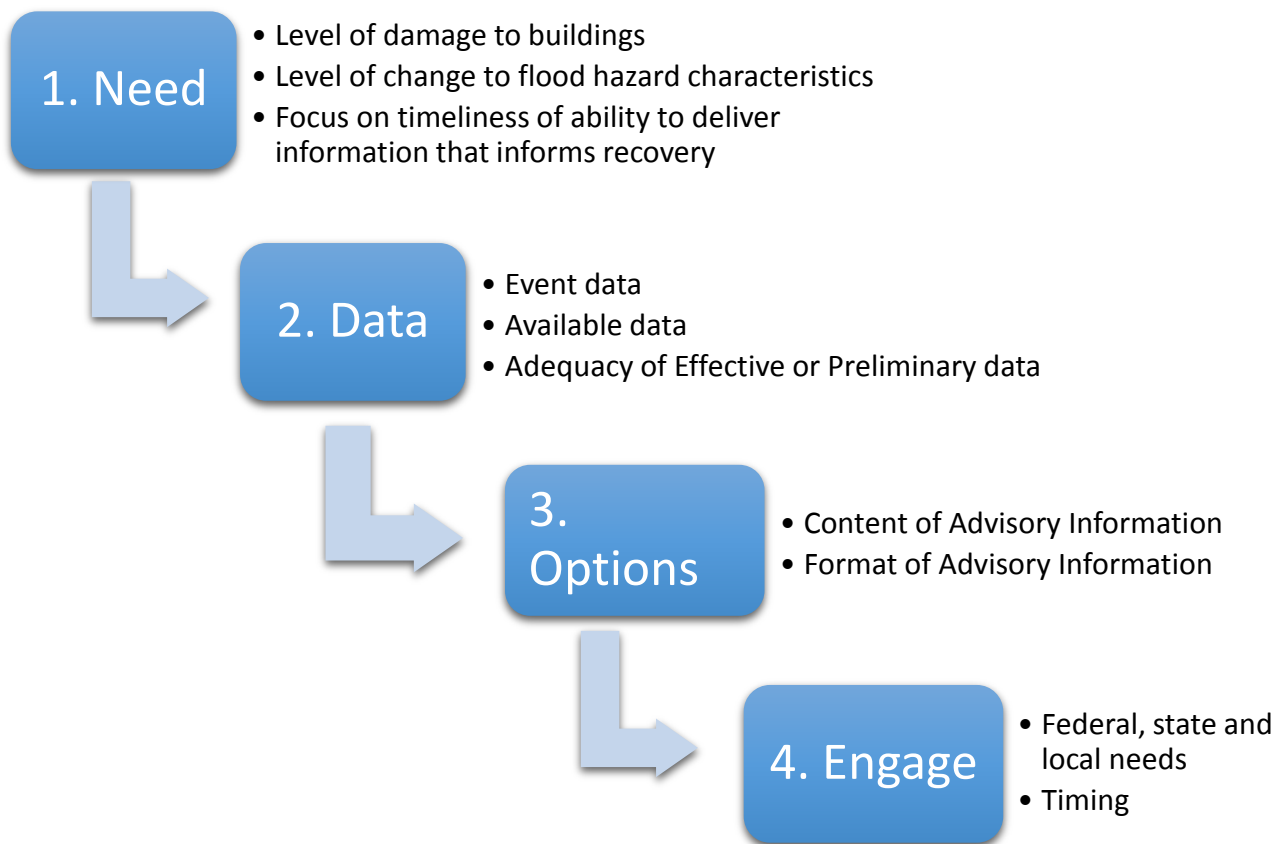 1. Need
• Level of damage to buildings
• Level of change to flood hazard characteristics
• Focus on timeliness of ability to deliver
information that informs recovery
2. Data
• Event data
• Available data
• Adequacy of Effective or Preliminary data
3.
Options
• Content of Advisory Information
• Format of Advisory Information
4. Engage
• Federal, state and
local needs
• Timing